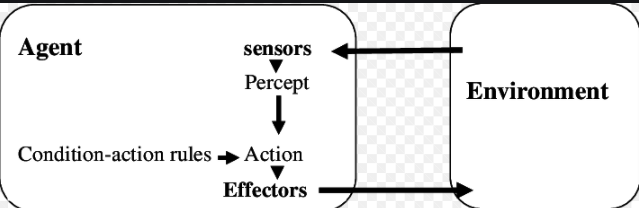 Agent
sensors
Percept
Environment
Condition-action rules
Action
Effectors